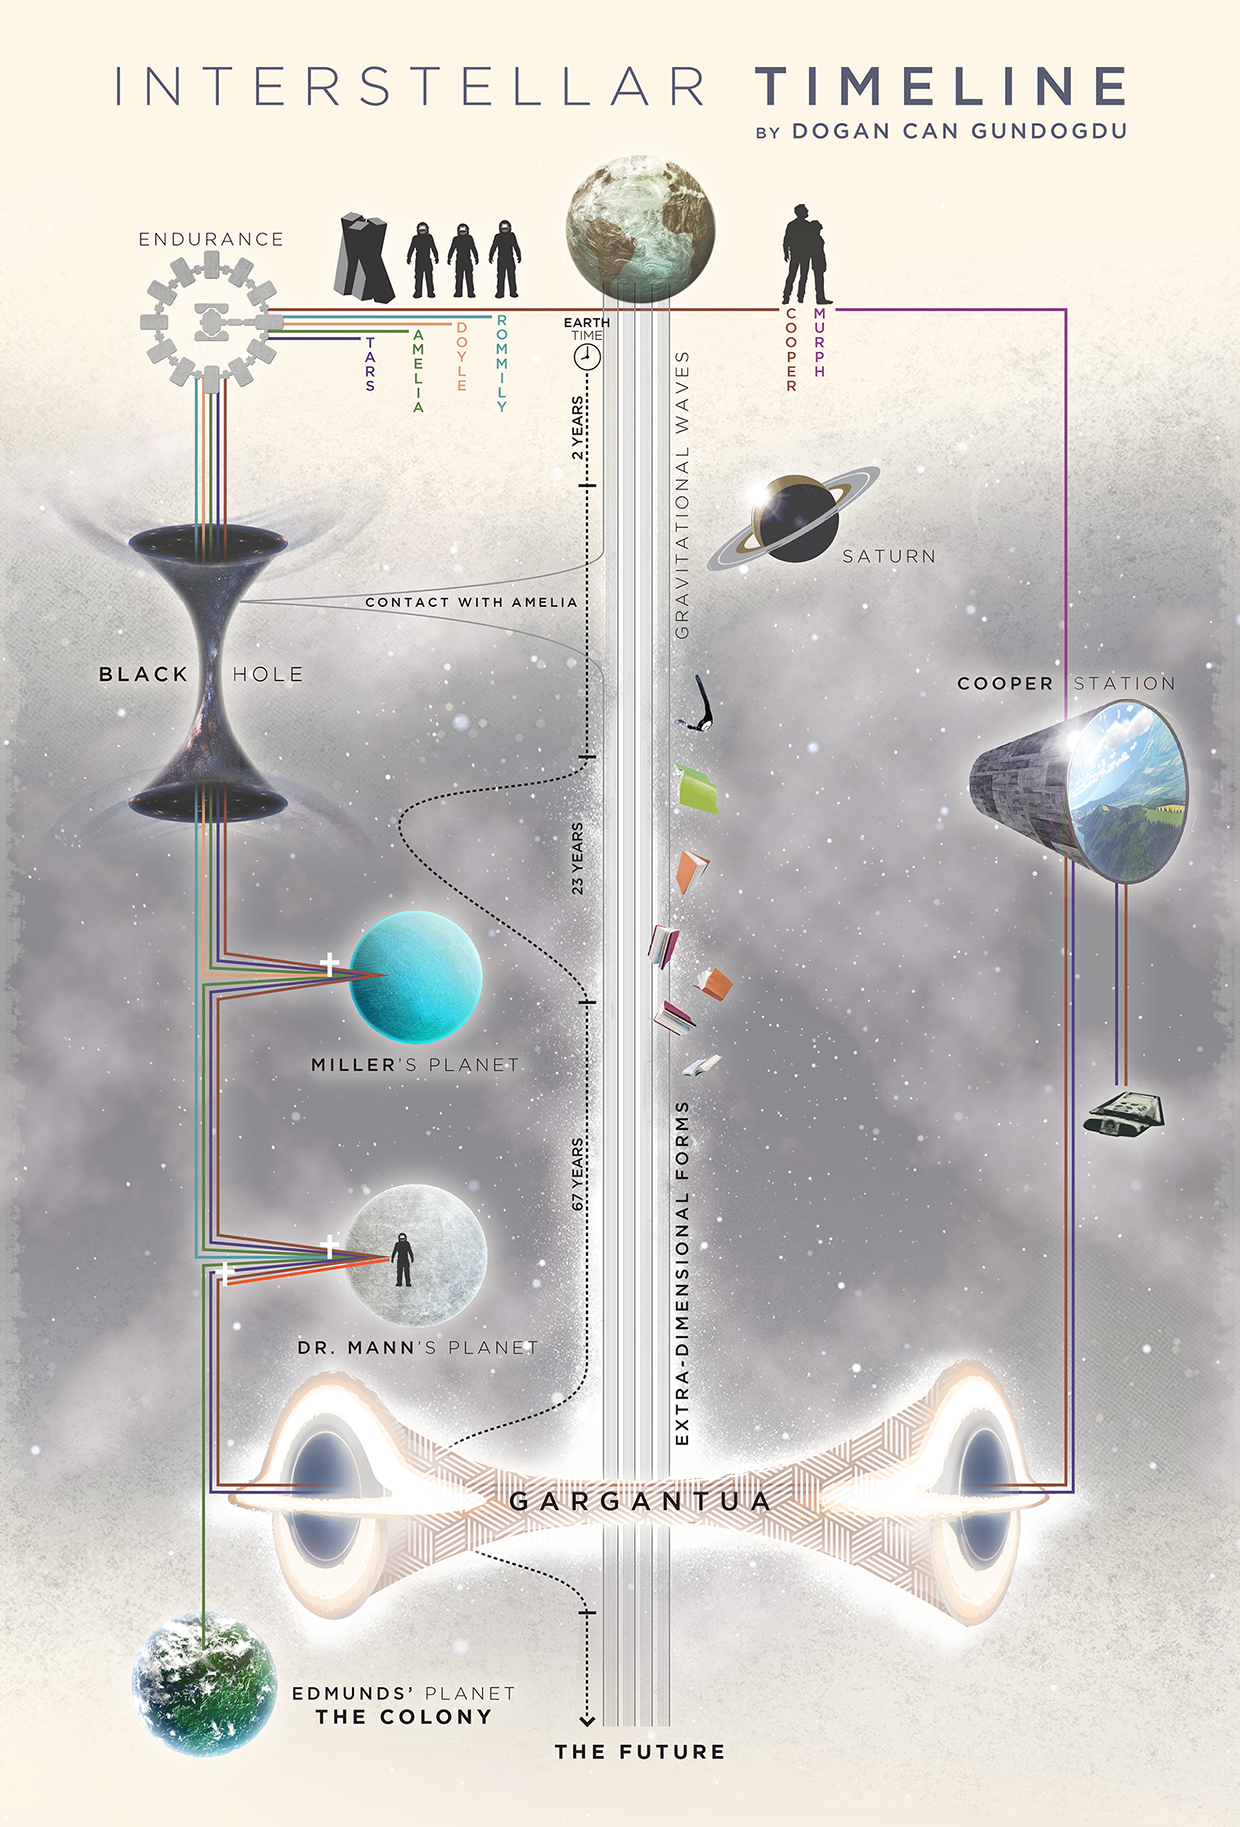 INTERSTELLAR TIMELINE
BY DOGAN CAN GUNDOGDU
ENDURANCE
TARS
AMELIA
DOYLE
ROMMILY
EARTH
TIME
COOPER
MURPH
2 YEARS
GRAVITATIONAL WAVES
SATURN
CONTACT WITH AMELIA
BLACK HOLE
COOPER STATION
23 YEARS
MILLER'S PLANET
67 YEARS
EXTRA-DIMENSIONAL FORMS
DR. MANN'S PLANET
GARGANTUA
EDMUNDS' PLANET
THE COLONY
THE FUTURE